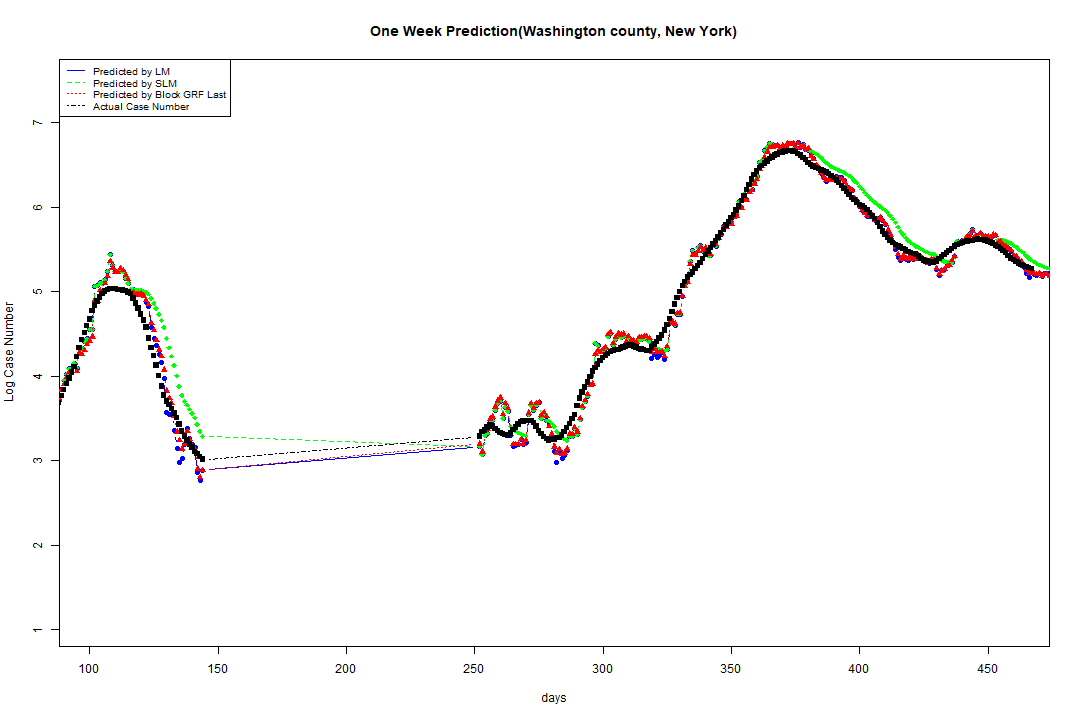 One Week Prediction(Washington county, New York)
Predicted by LM
Predicted by SLM
Predicted by Block GRF Last
Actual Case Number
Log Case Number
7
6
5
4
3
2
1
100 150 200 250 300 350 400 450
days